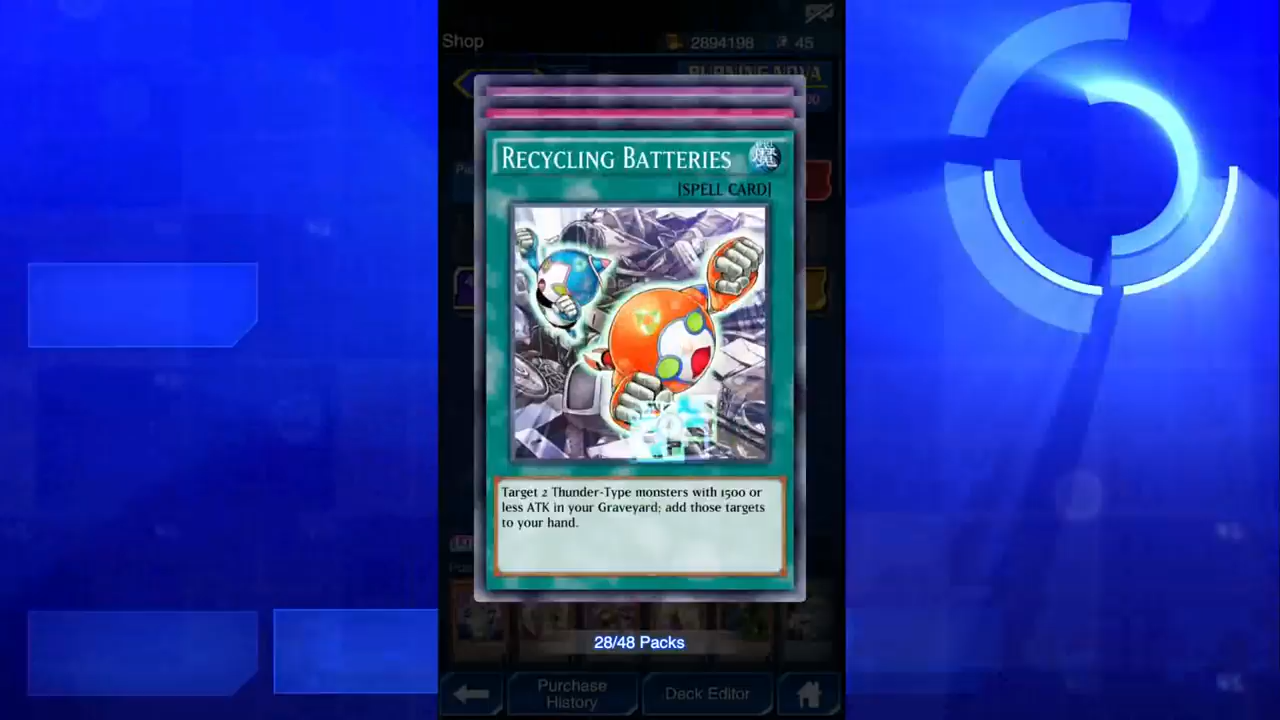 Shop
2894198
45
BURNING NOVA
RECYCLING BATTERIES
魔
[SPELL CARD]
Target 2 Thunder-Type monsters with 1500 or
less ATK in your Graveyard; add those targets
to your hand.
28/48 Packs
Purchase
History
Deck Editor